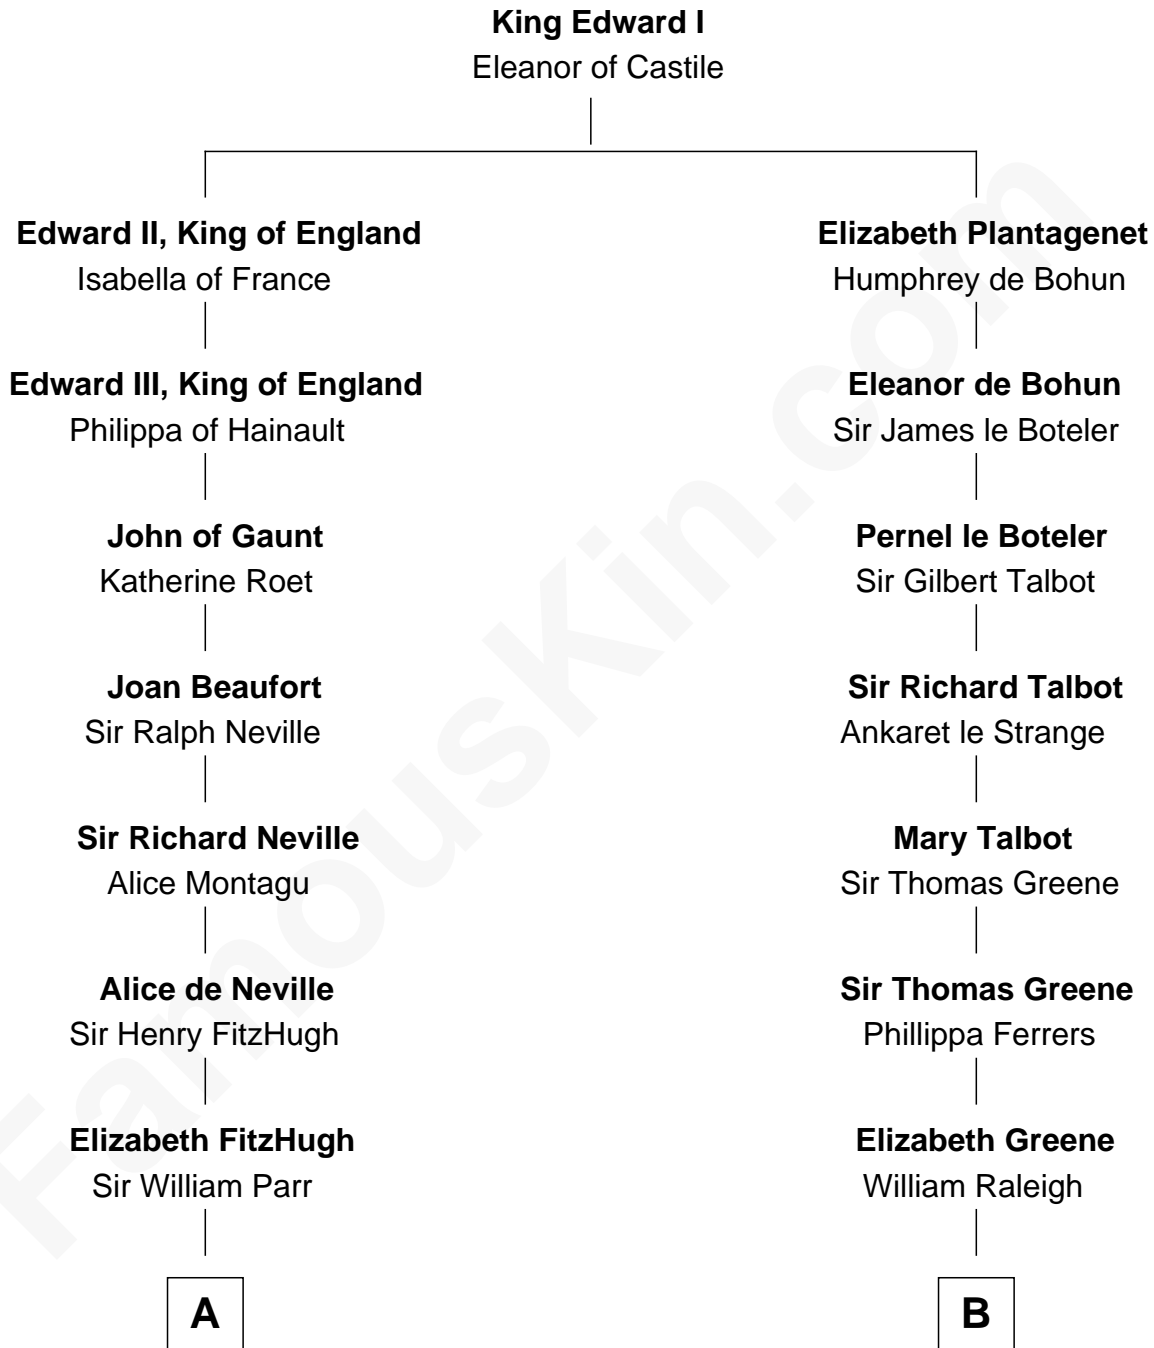 King Edward I
Eleanor of Castile
Edward II, King of England
Isabella of France
Elizabeth Plantagenet
Humphrey de Bohun
Edward III, King of England
Philippa of Hainault
Eleanor de Bohun
Sir James le Boteler
John of Gaunt
Katherine Roet
Pernel le Boteler
Sir Gilbert Talbot
Joan Beaufort
Sir Ralph Neville
Sir Richard Talbot
Ankaret le Strange
Sir Richard Neville
Alice Montagu
Mary Talbot
Sir Thomas Greene
Alice de Neville
Sir Henry FitzHugh
Sir Thomas Greene
Phillippa Ferrers
Elizabeth FitzHugh
Sir William Parr
Elizabeth Greene
William Raleigh
A
B
FamousKin.com